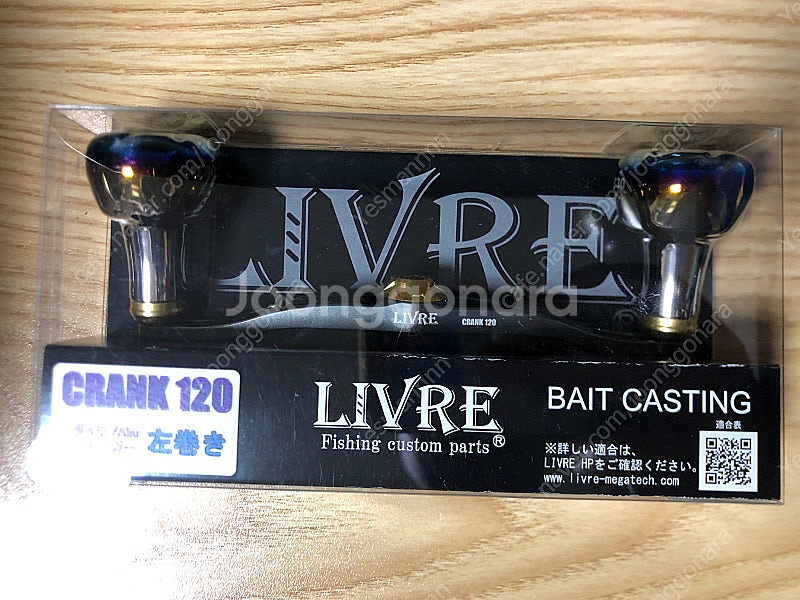 LIVRE
Joonggonara
LIVRE CRANK 120
CRANK 120
左巻き
LIVRE
Fishing custom parts®
BAIT CASTING
適合表
※詳しい適合は、
LIVRE HPをご確認ください。
www.livre-megatech.com